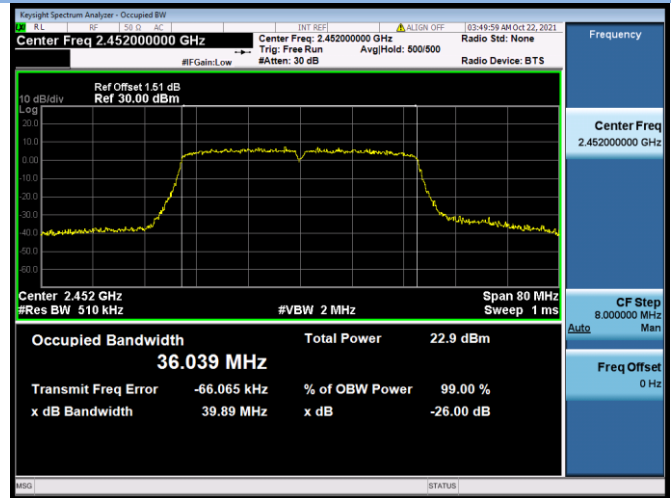 Keysight Spectrum Analyzer - Occupied BW
RL RF 50 Ω AC INT REF ALIGN OFF 03:49:59 AM Oct 22, 2021
Center Freq 2.452000000 GHz Center Freq: 2.452000000 GHz Radio Std: None
Trig: Free Run Avg|Hold: 500/500
#IFGain:Low #Atten: 30 dB Radio Device: BTS
Ref Offset 1.51 dB
10 dB/div Ref 30.00 dBm
Log
20.0
10.0
0.00
-10.0
-20.0
-30.0
-40.0
-50.0
-60.0
Center 2.452 GHz Span 80 MHz
#Res BW 510 kHz #VBW 2 MHz Sweep 1 ms
Occupied Bandwidth Total Power 22.9 dBm
36.039 MHz
Transmit Freq Error -66.065 kHz % of OBW Power 99.00 %
x dB Bandwidth 39.89 MHz x dB -26.00 dB
MSG STATUS
Frequency
Center Freq
2.452000000 GHz
CF Step
8.000000 MHz
Auto Man
Freq Offset
0 Hz